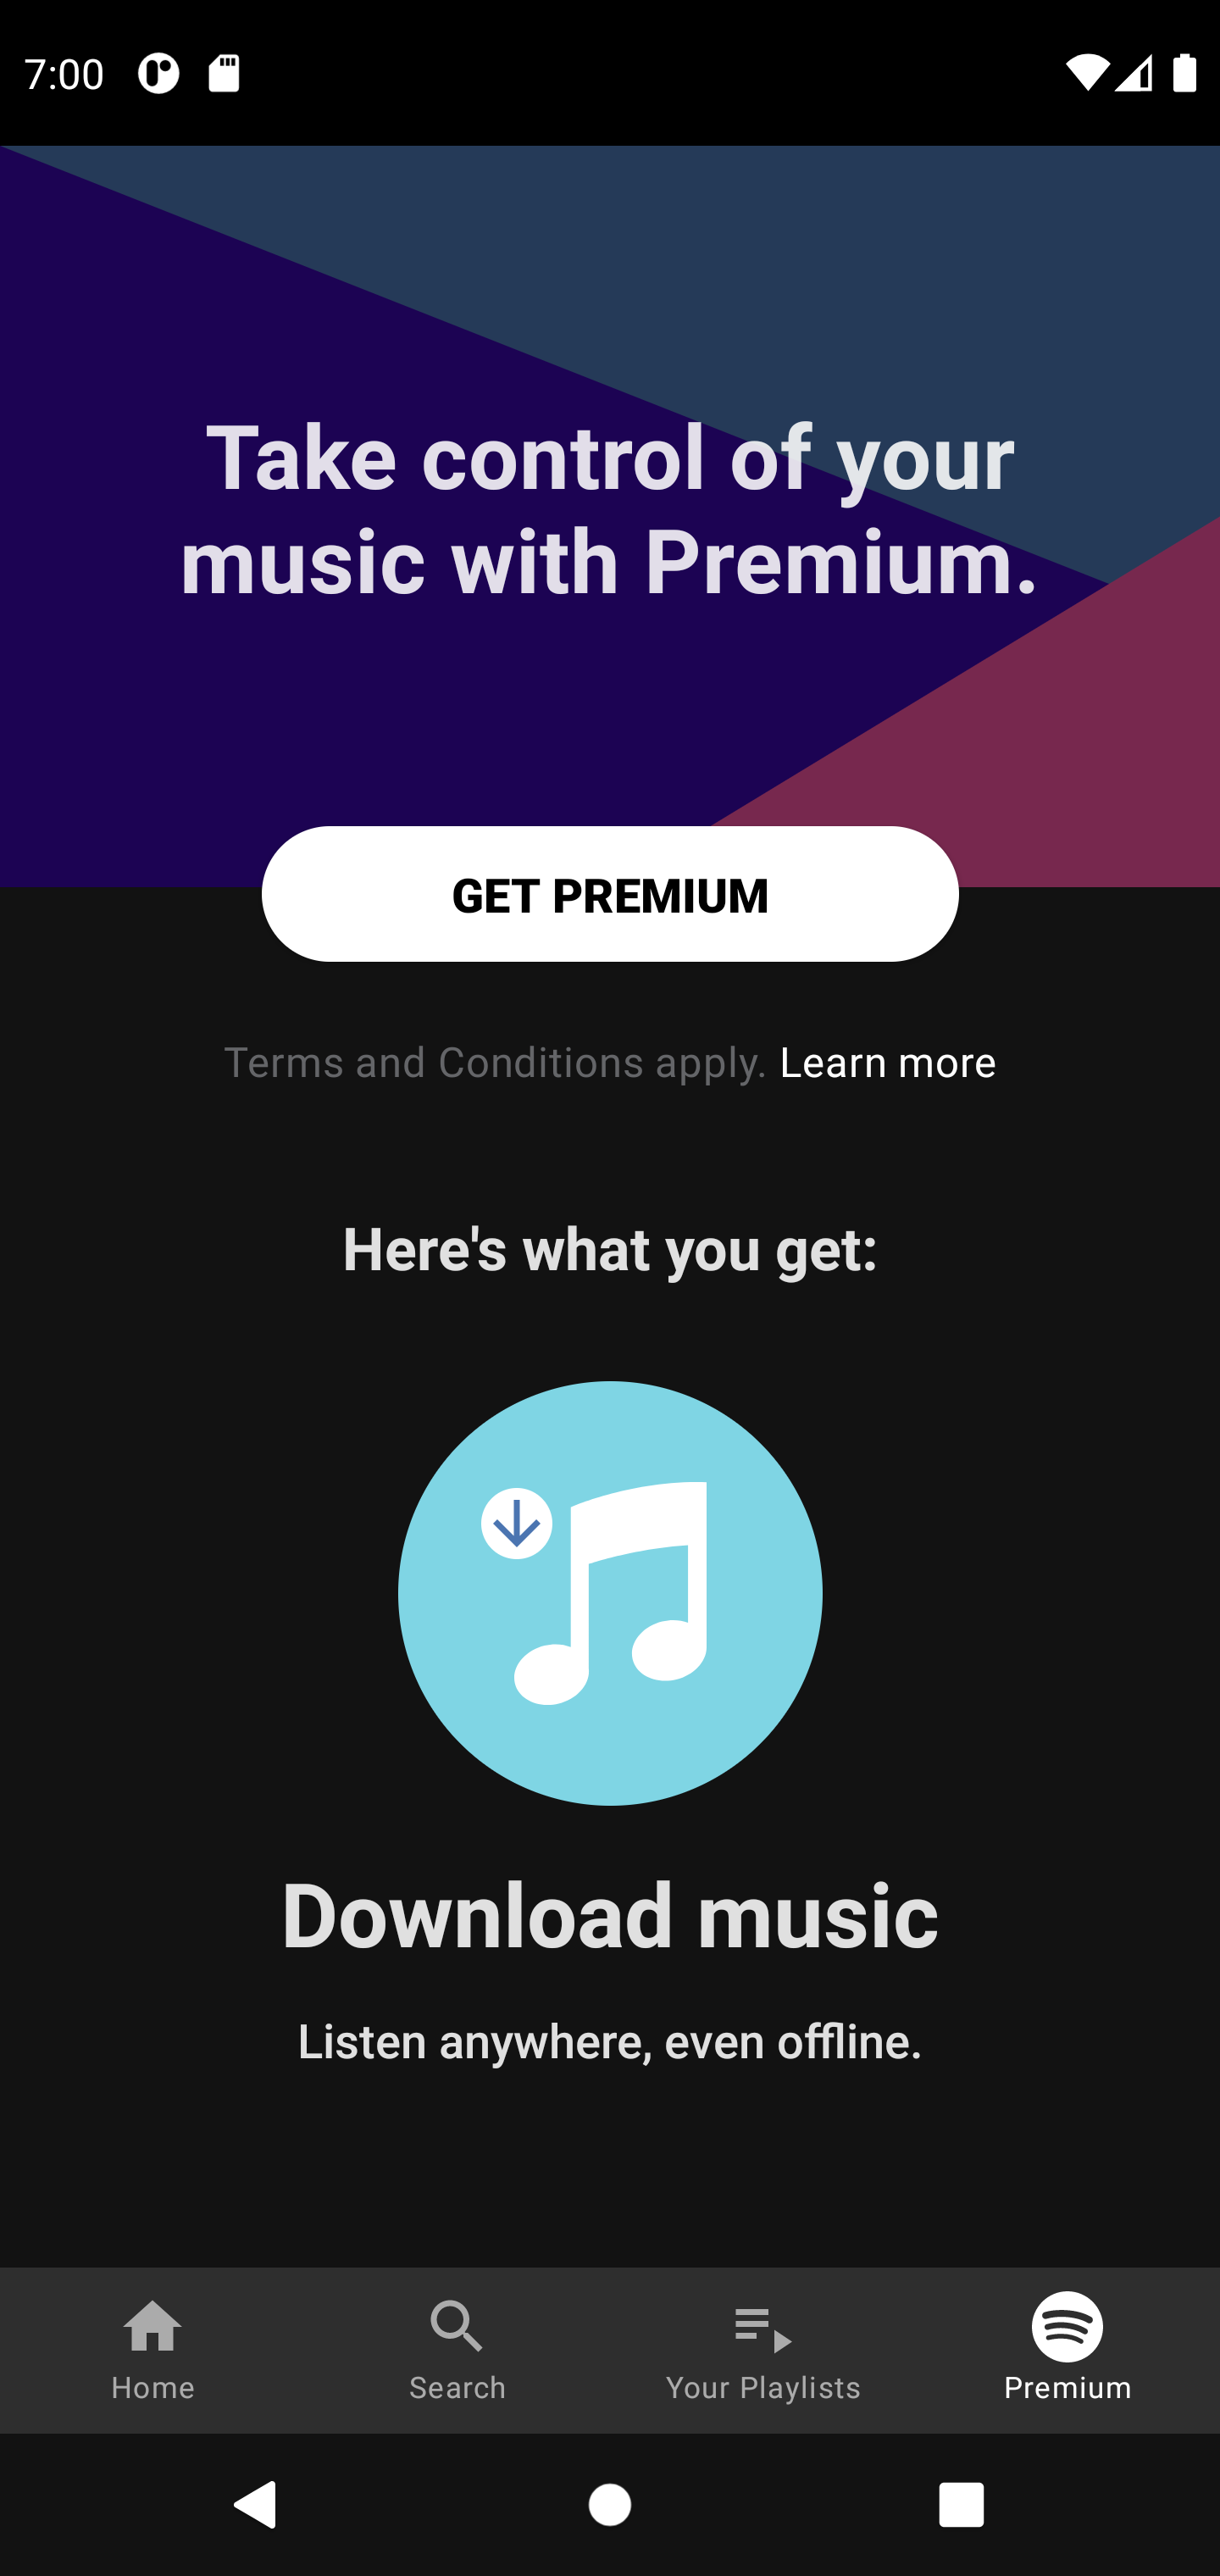 7:00
Take control of your
music with Premium.
GET PREMIUM
Terms and Conditions apply. Learn more
Here's what you get:
Download music
Listen anywhere, even offline.
Home Search Your Playlists Premium